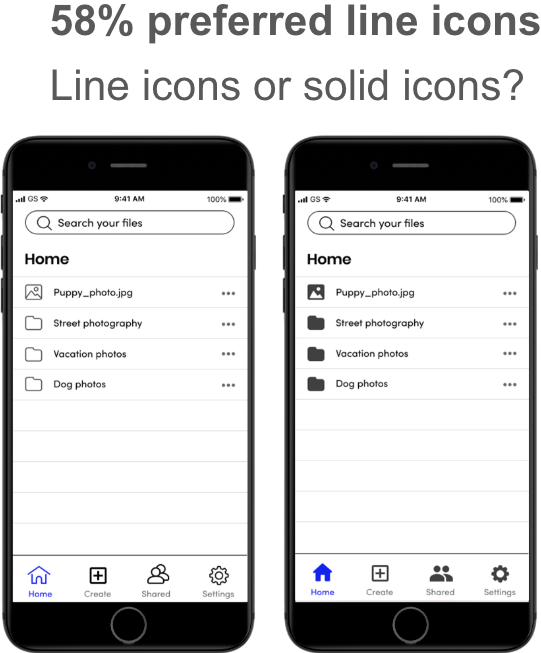 58% preferred line icons
Line icons or solid icons?
GS 9:41 AM 100%
Search your files
Home
Puppy_photo.jpg
Street photography
Vacation photos
Dog photos
Home Create Shared Settings
GS 9:41 AM 100%
Search your files
Home
Puppy_photo.jpg
Street photography
Vacation photos
Dog photos
Home Create Shared Settings